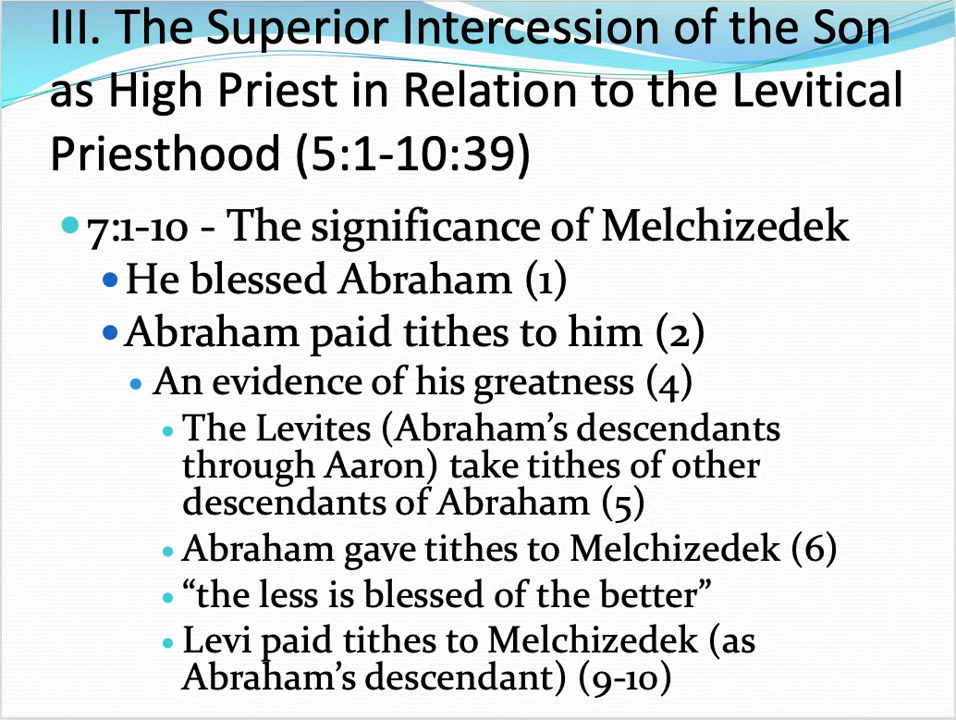 III. The Superior Intercession of the Son
as High Priest in Relation to the Levitical
Priesthood (5:1-10:39)
• 7:1-10 - The significance of Melchizedek
• He blessed Abraham (1)
• Abraham paid tithes to him (2)
• An evidence of his greatness (4)
• The Levites (Abraham’s descendants
through Aaron) take tithes of other
descendants of Abraham (5)
• Abraham gave tithes to Melchizedek (6)
• “the less is blessed of the better”
• Levi paid tithes to Melchizedek (as
Abraham’s descendant) (9-10)